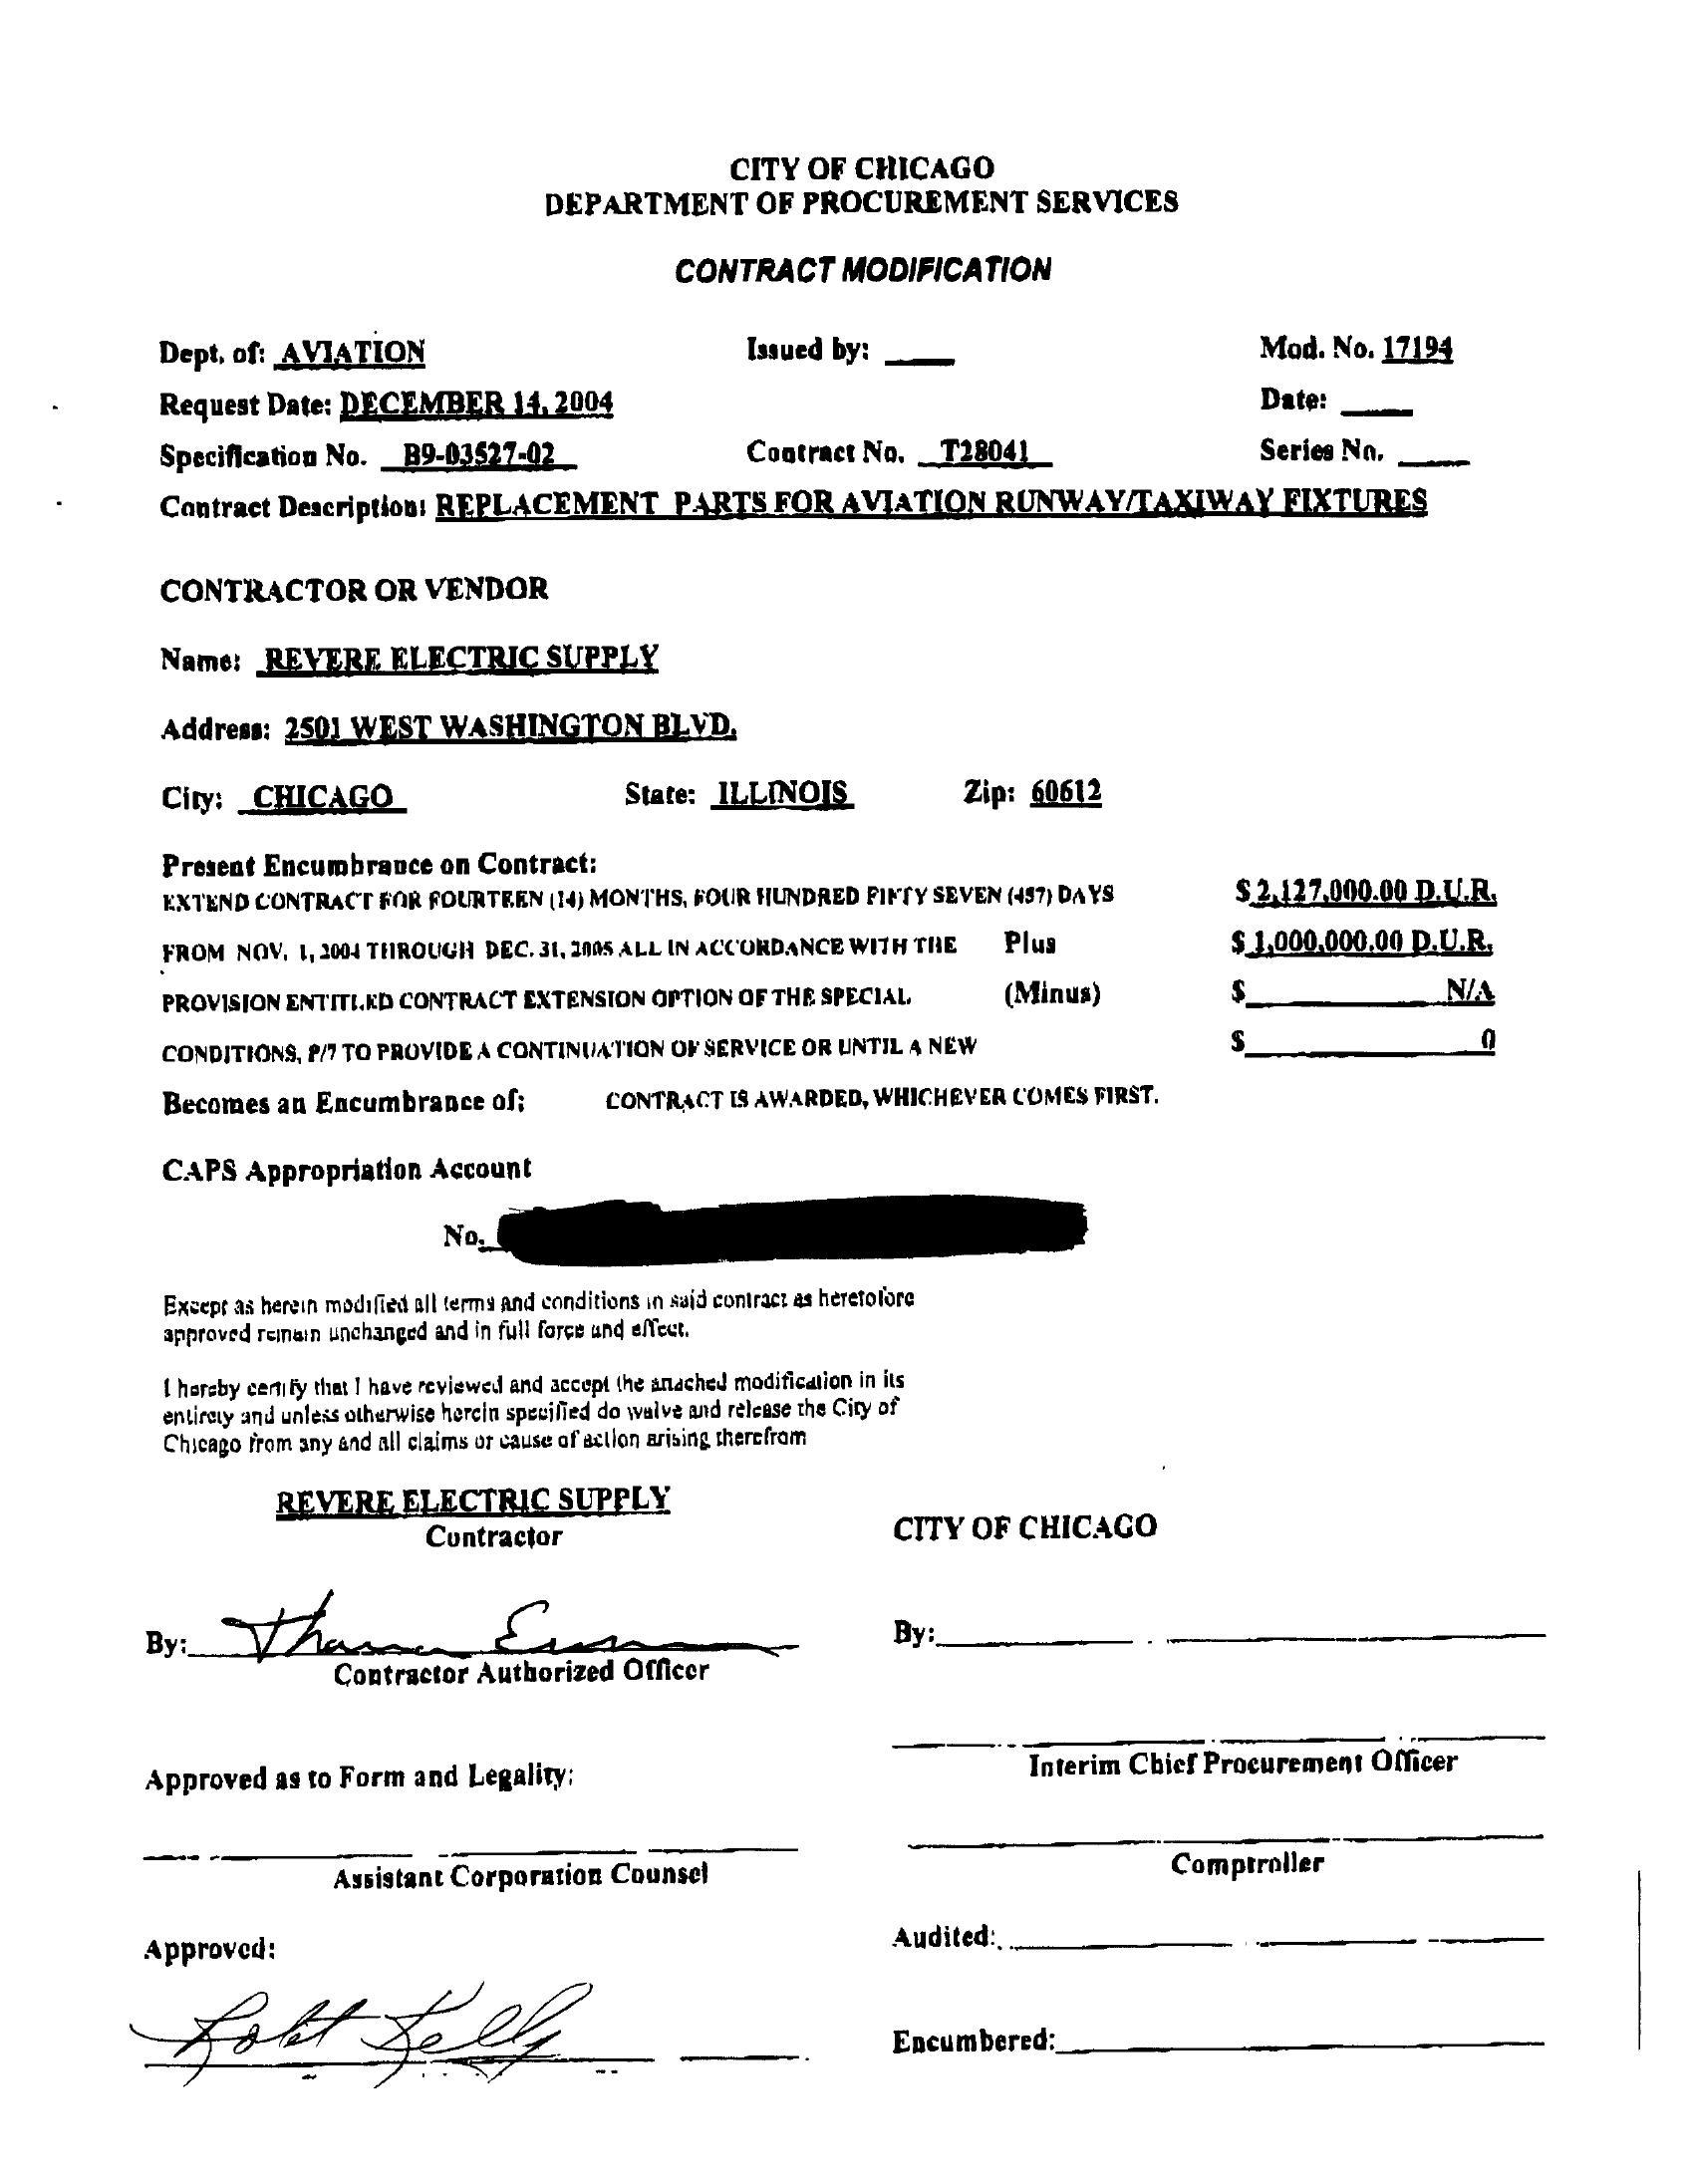 CITY OF CHICAGO
DEPARTMENT OF PROCUREMENT SERVICES
CONTRACT MODIFICATION
Dept. of: AVIATION Issued by: Mod. No. 17194
Request Date: DECEMBER 14, 2004 Date:
Specification No. B9-03527-02 Contract No. T28041 Series No.
Contract Description: REPLACEMENT PARTS FOR AVIATION RUNWAY/TAXIWAY FIXTURES
CONTRACTOR OR VENDOR
Name: REVERE ELECTRIC SUPPLY
Address: 2501 WEST WASHINGTON BLVD.
City: CHICAGO State: ILLINOIS Zip: 60612
Present Encumbrance on Contract:
EXTEND CONTRACT FOR FOURTEEN (14) MONTHS, FOUR HUNDRED FIFTY SEVEN (457) DAYS $ 2,127,000.00 D.U.R.
FROM NOV. 1, 2004 THROUGH DEC. 31, 2005 ALL IN ACCORDANCE WITH THE Plus $ 1,000,000.00 D.U.R.
PROVISION ENTITLED CONTRACT EXTENSION OPTION OF THE SPECIAL (Minus) $ N/A
CONDITIONS, P/7 TO PROVIDE A CONTINUATION OF SERVICE OR UNTIL A NEW $ 0
Becomes an Encumbrance of: CONTRACT IS AWARDED, WHICHEVER COMES FIRST.
CAPS Appropriation Account
No.
Except as herein modified all terms and conditions in said contract as heretofore
approved remain unchanged and in full force and effect.
I hereby certify that I have reviewed and accept the attached modification in its
entirety and unless otherwise herein specified do waive and release the City of
Chicago from any and all claims or cause of action arising therefrom
REVERE ELECTRIC SUPPLY
Contractor CITY OF CHICAGO
By: By:
Contractor Authorized Officer
Interim Chief Procurement Officer
Approved as to Form and Legality:
Assistant Corporation Counsel Comptroller
Approved: Audited:
Robt Kelly
Encumbered: